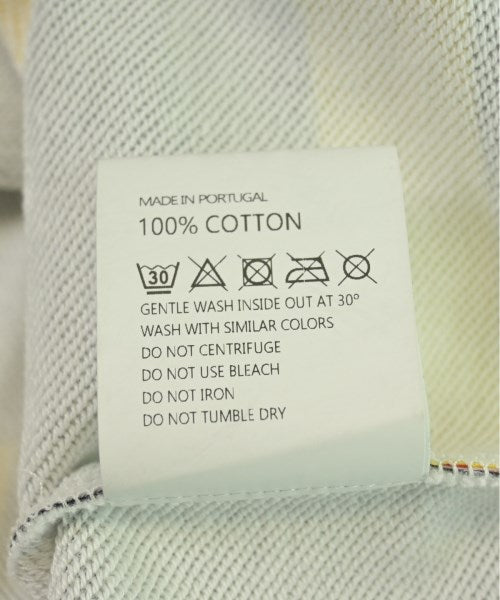 MADE IN PORTUGAL
100% COTTON
30
GENTLE WASH INSIDE OUT AT 30º
WASH WITH SIMILAR COLORS
DO NOT CENTRIFUGE
DO NOT USE BLEACH
DO NOT IRON
DO NOT TUMBLE DRY